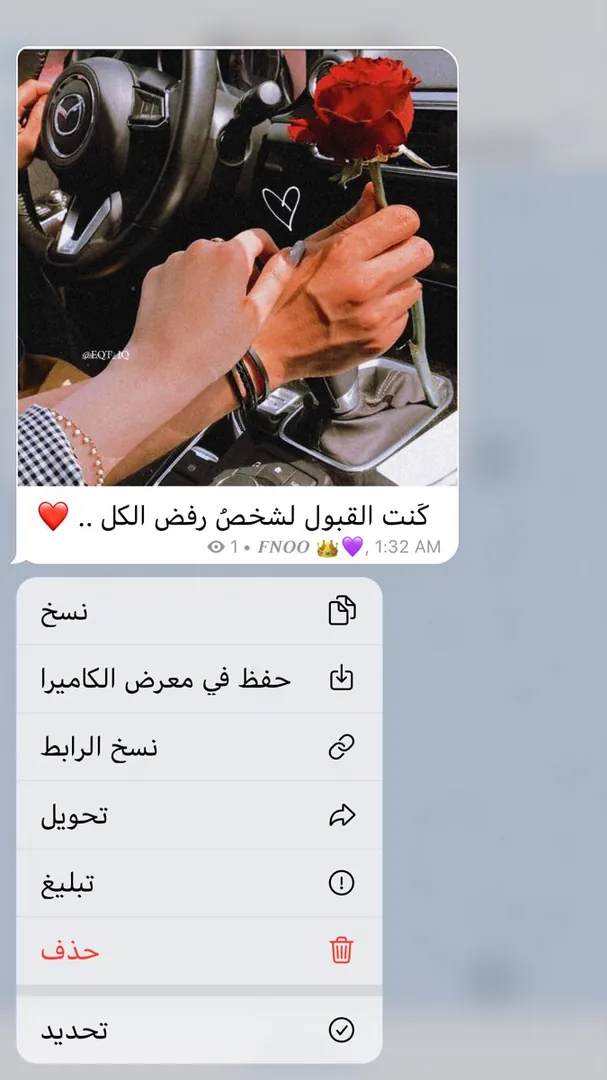 @EQT_IQ
كَنت القبول لشخصُ رفض الكل .. ❤️
1 • FNOO 👑💜, 1:32 AM
نسخ
حفظ في معرض الكاميرا
نسخ الرابط
تحويل
تبليغ
حذف
تحديد